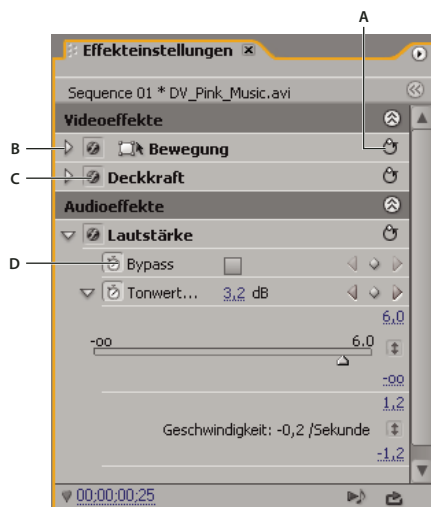 A
Effekteinstellungen
Sequence 01 * DV_Pink_Music.avi
Videoeffekte
B
Bewegung
C
Deckkraft
Audioeffekte
Lautstärke
D
Bypass
Tonwert... 3,2 dB
6,0
-oo 6.0
-oo
1,2
Geschwindigkeit: -0,2 /Sekunde
-1,2
00;00;00;25